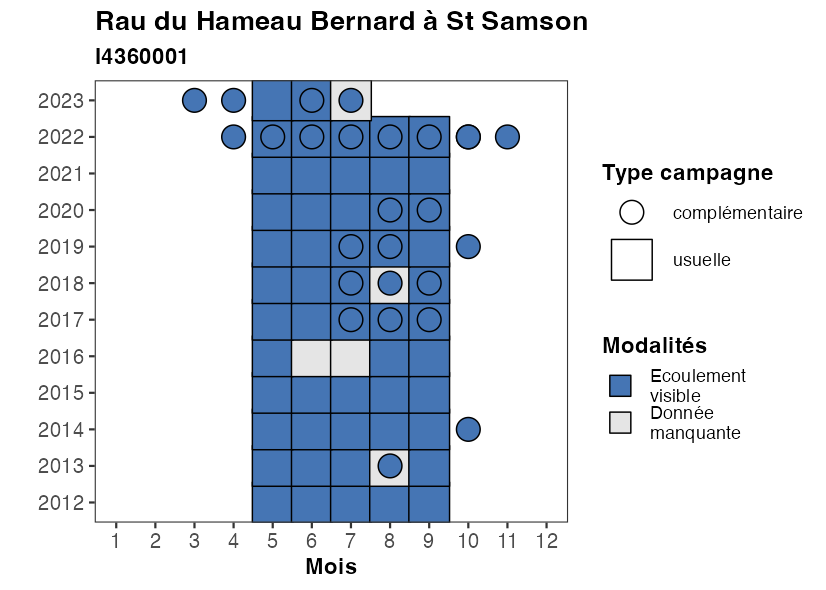 Rau du Hameau Bernard à St Samson
I4360001
2023
2022
2021
2020
2019
2018
2017
2016
2015
2014
2013
2012
1 2 3 4 5 6 7 8 9 10 11 12
Mois
Type campagne
complémentaire
usuelle
Modalités
Ecoulement
visible
Donnée
manquante